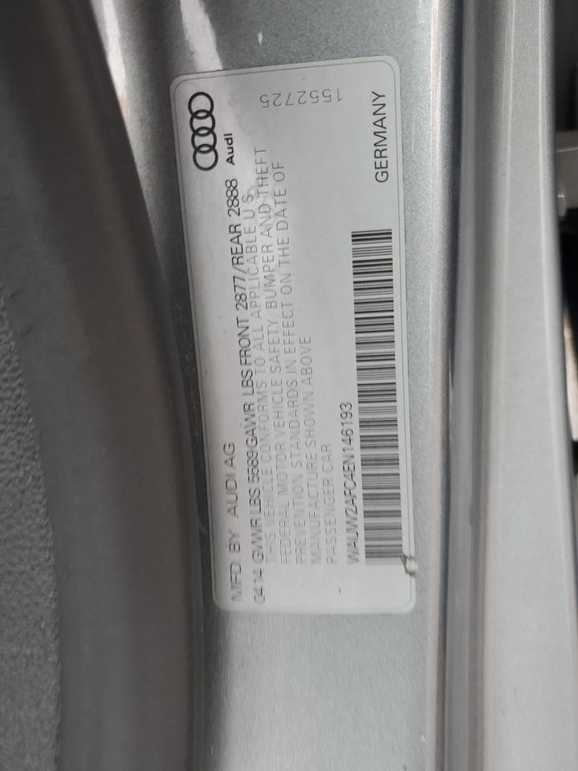 MFD BY AUDI AG
Audi
0414 GVWR LBS 5589/GAWR LBS FRONT 2877/REAR 2888
THIS VEHICLE CONFORMS TO ALL APPLICABLE U.S.
FEDERAL MOTOR VEHICLE SAFETY, BUMPER AND THEFT
PREVENTION STANDARDS IN EFFECT ON THE DATE OF
MANUFACTURE SHOWN ABOVE
PASSENGER CAR
WAUW2AFC4EN146193
GERMANY
1552725